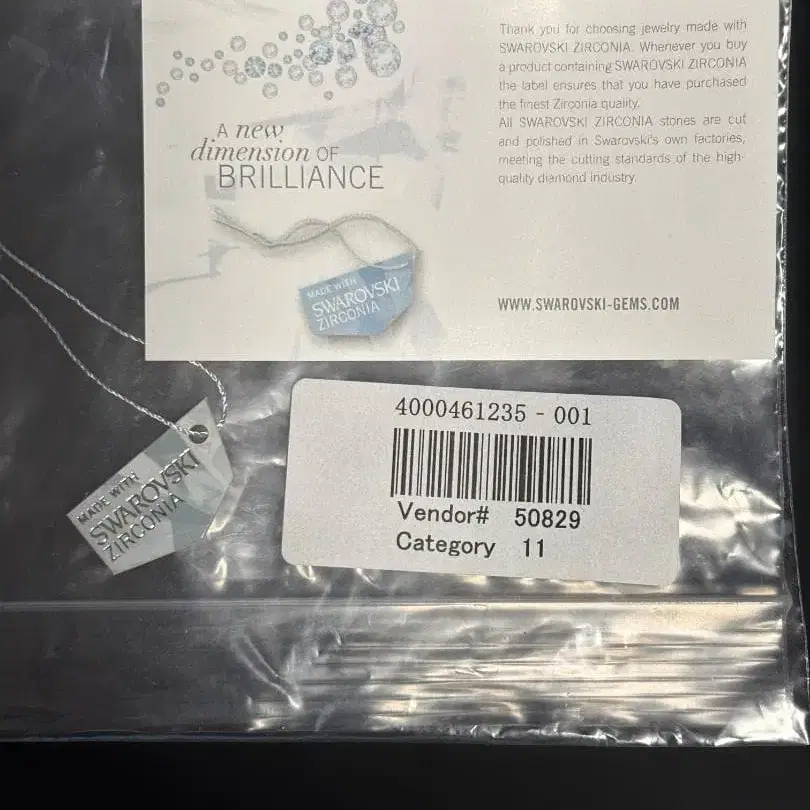 Thank you for choosing jewelry made with
SWAROVSKI ZIRCONIA. Whenever you buy
a product containing SWAROVSKI ZIRCONIA
the label ensures that you have purchased
the finest Zirconia quality.
All SWAROVSKI ZIRCONIA stones are cut
and polished in Swarovski's own factories,
meeting the cutting standards of the high-
quality diamond industry.
A new
dimension OF
BRILLIANCE
MADE WITH
SWAROVSKI
ZIRCONIA
WWW.SWAROVSKI-GEMS.COM
MADE WITH
SWAROVSKI
ZIRCONIA
4000461235 - 001
Vendor# 50829
Category 11